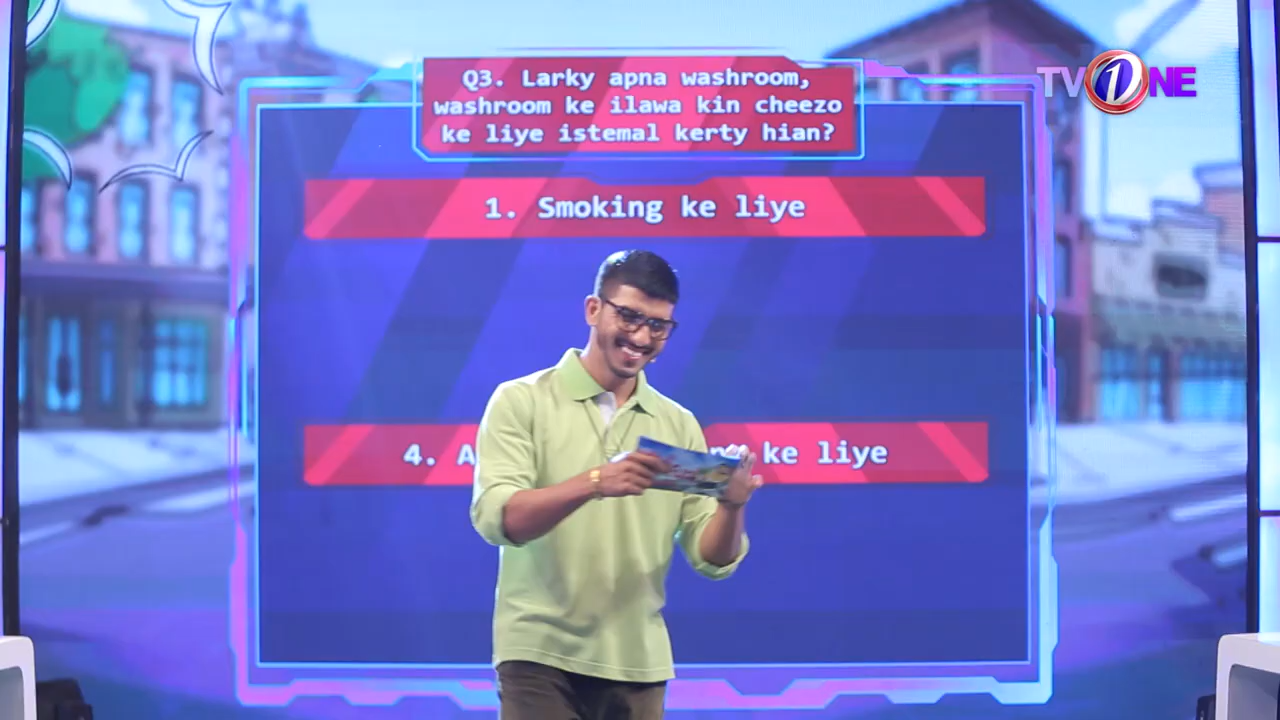 TV ONE
Q3. Larky apna washroom,
washroom ke ilawa kin cheezo
ke liye istemal kerty hian?
1. Smoking ke liye
4. ke liye